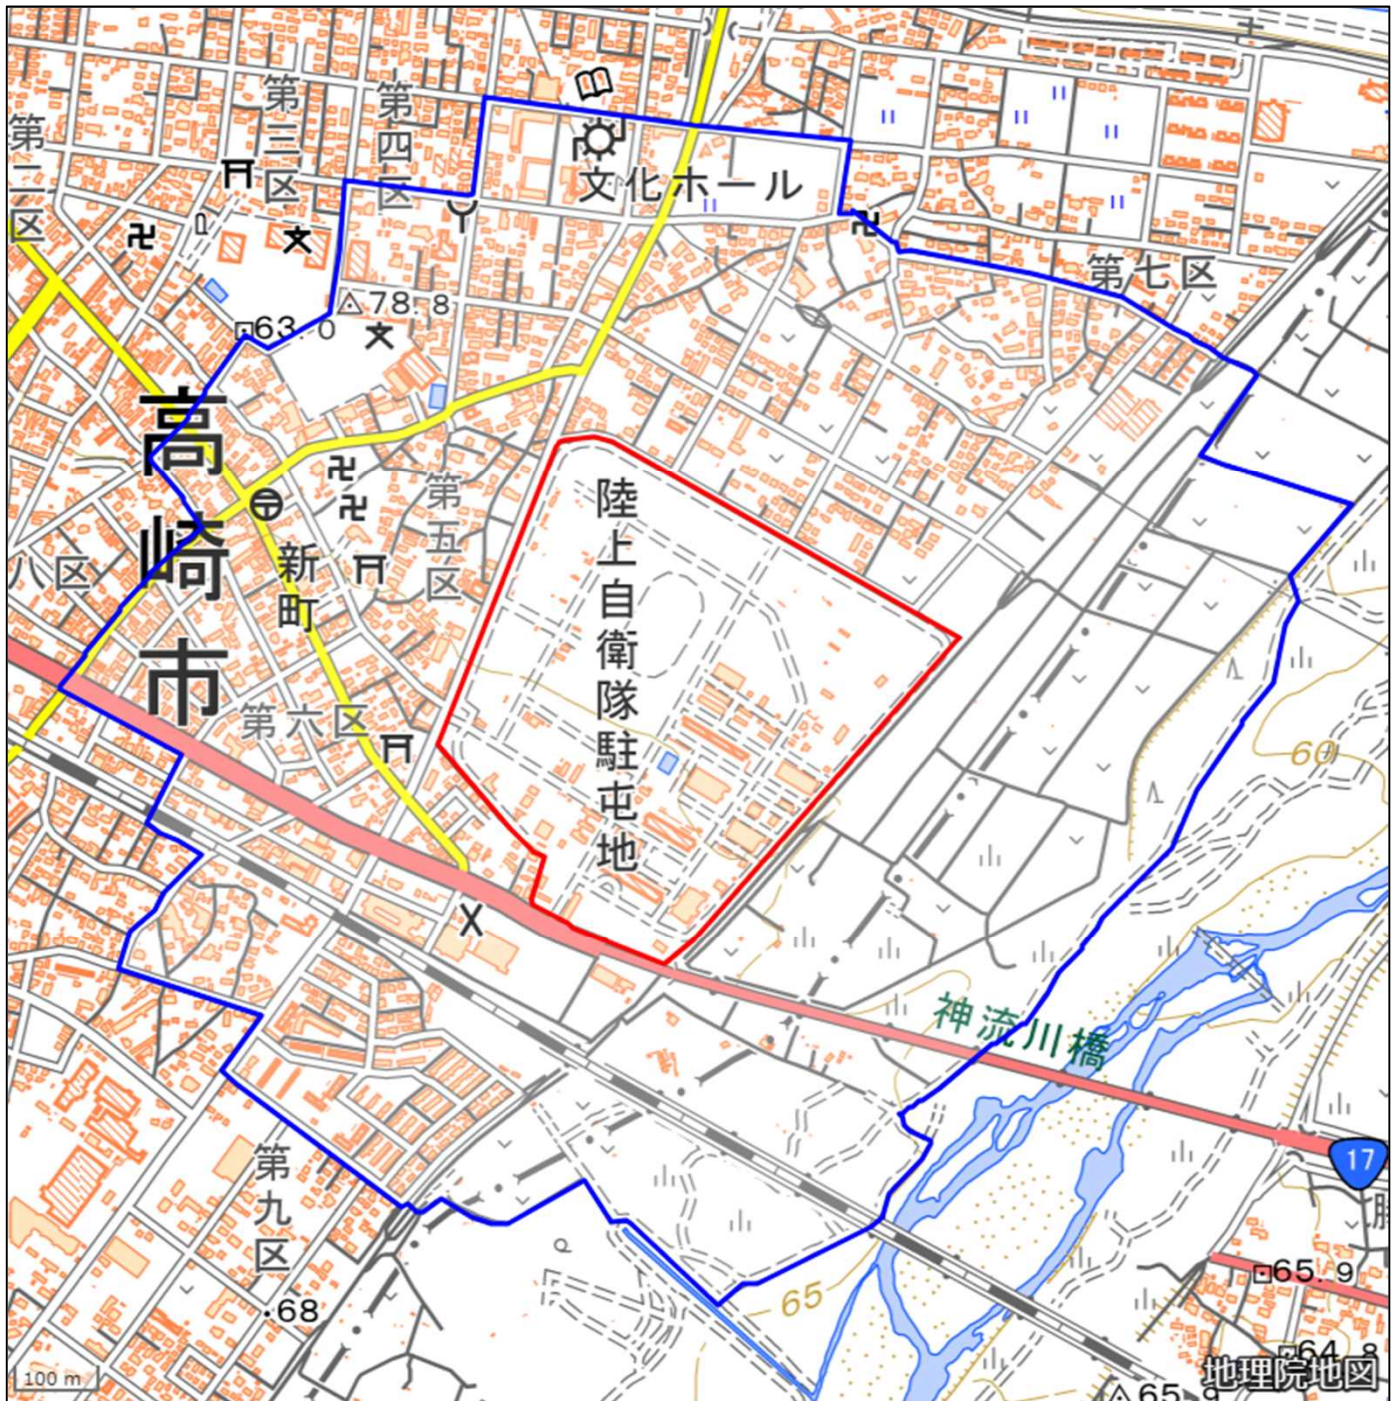 第三区
第四区
第二区
文化ホール
第七区
78.8
63.0
高崎市
陸上自衛隊駐屯地
第五区
新町
八区
第六区
60
神流川橋
17
第九区
65.9
65
68
64.8
100 m
地理院地図
65.9